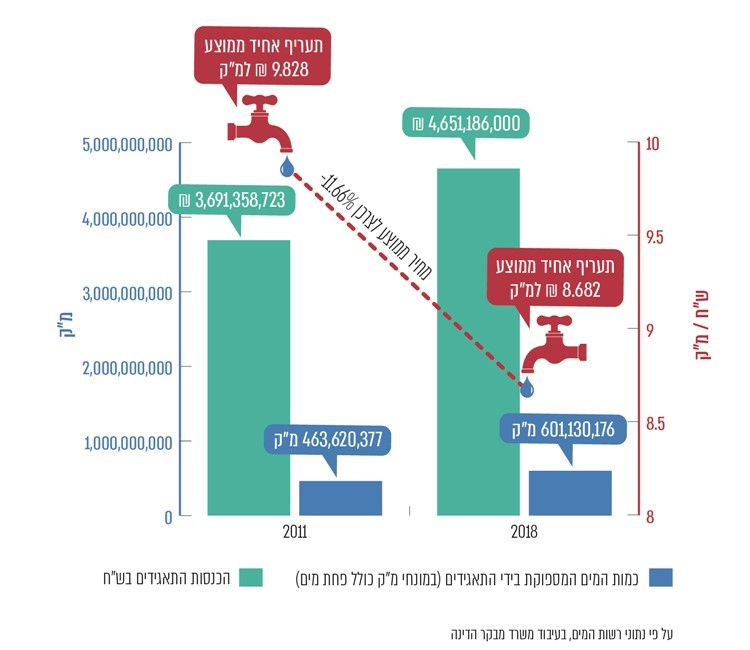 תעריף אחיד ממוצע
9.828 ₪ למ"ק
4,651,186,000 ₪
5,000,000,000
4,000,000,000
3,000,000,000
2,000,000,000
1,000,000,000
0
מ"ק
3,691,358,723 ₪
מחיר ממוצע לצרכן 11.66%-
תעריף אחיד ממוצע
8.682 ₪ למ"ק
10
9.5
9
8.5
8
ש"ח / מ"ק
463,620,377 מ"ק
601,130,176 מ"ק
2011
2018
כמות המים המסופקת בידי התאגידים (במונחי מ"ק כולל פחת מים)
הכנסות התאגידים בש"ח
על פי נתוני רשות המים, בעיבוד משרד מבקר הדינה